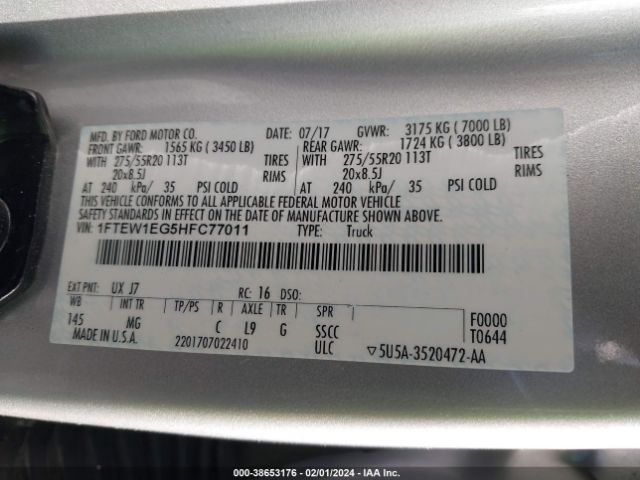 MFD. BY FORD MOTOR CO. 07/17 GVWR: 3175 KG ( 7000 LB)
FRONT GAWR: 1565 KG ( 3450 LB) REAR GAWR: 1724 KG ( 3800 LB)
WITH 275/55R20 113T TIRES WITH 275/55R20 113T TIRES
20x8.5J RIMS 20x8.5J RIMS
AT 240 kPa/ 35 PSI COLD AT 240 kPa/ 35 PSI COLD
THIS VEHICLE CONFORMS TO ALL APPLICABLE FEDERAL MOTOR VEHICLE
SAFETY STANDARDS IN EFFECT ON THE DATE OF MANUFACTURE SHOWN ABOVE.
VIN: 1FTEW1EG5HFC77011 TYPE: Truck
EXT PNT: UX J7 RC: 16 DSO:
WB INT TR TP/PS R AXLE TR SPR F0000
145 MG C L9 G SSCC T0644
MADE IN U.S.A. 2201707022410 ULC ▽5U5A-3520472-AA
00-38653176 - 02/01/2024 - IAA Inc.